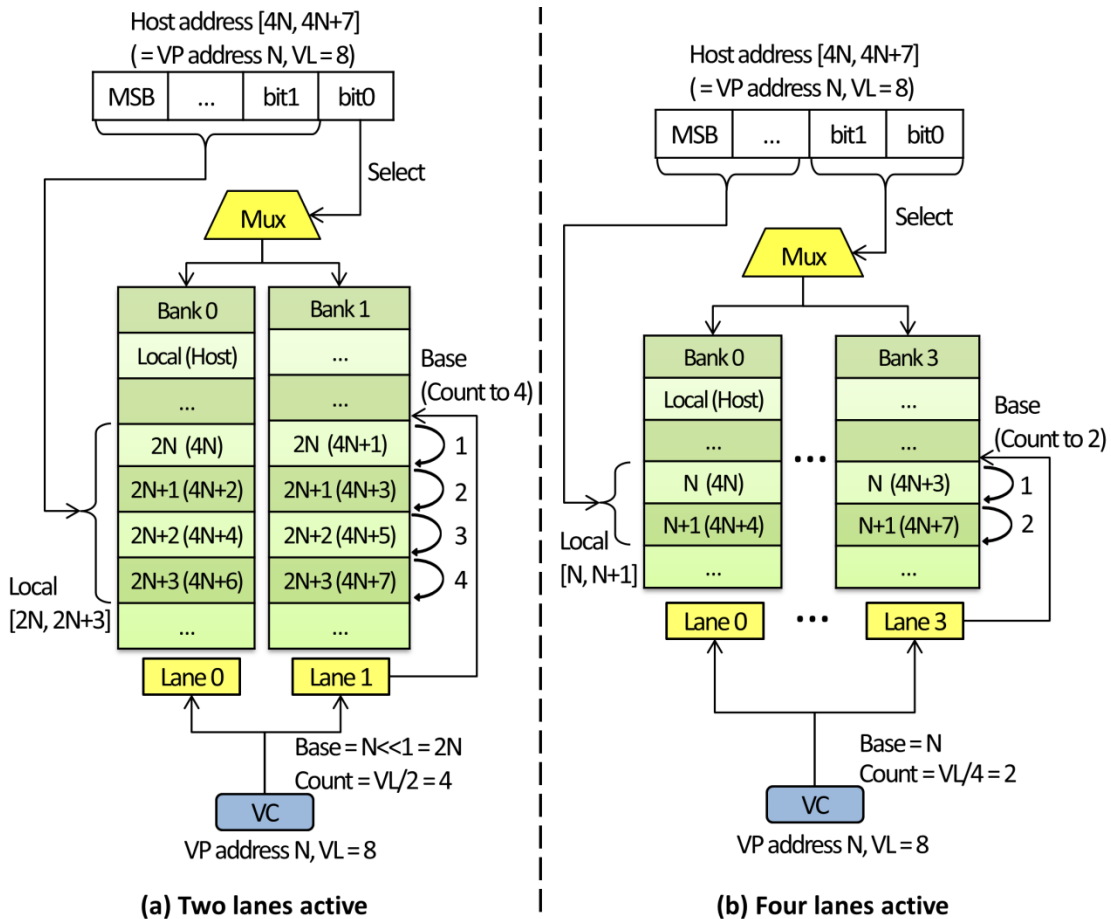 Host address [4N, 4N+7]
( = VP address N, VL = 8)
MSB ... bit1 bit0
Select
Mux
Bank 0 Bank 1
Local (Host) ...
... ...
Base
(Count to 4)
2N (4N) 2N (4N+1) 1
2N+1 (4N+2) 2N+1 (4N+3) 2
2N+2 (4N+4) 2N+2 (4N+5) 3
2N+3 (4N+6) 2N+3 (4N+7) 4
... ...
Local
[2N, 2N+3]
Lane 0 Lane 1
Base = N<<1 = 2N
Count = VL/2 = 4
VC
VP address N, VL = 8
(a) Two lanes active
Host address [4N, 4N+7]
( = VP address N, VL = 8)
MSB ... bit1 bit0
Select
Mux
Bank 0 Bank 3
Local (Host) ...
... ... ...
Base
(Count to 2)
N (4N) N (4N+3) 1
N+1 (4N+4) N+1 (4N+7) 2
... ...
Local
[N, N+1]
Lane 0 ... Lane 3
Base = N
Count = VL/4 = 2
VC
VP address N, VL = 8
(b) Four lanes active